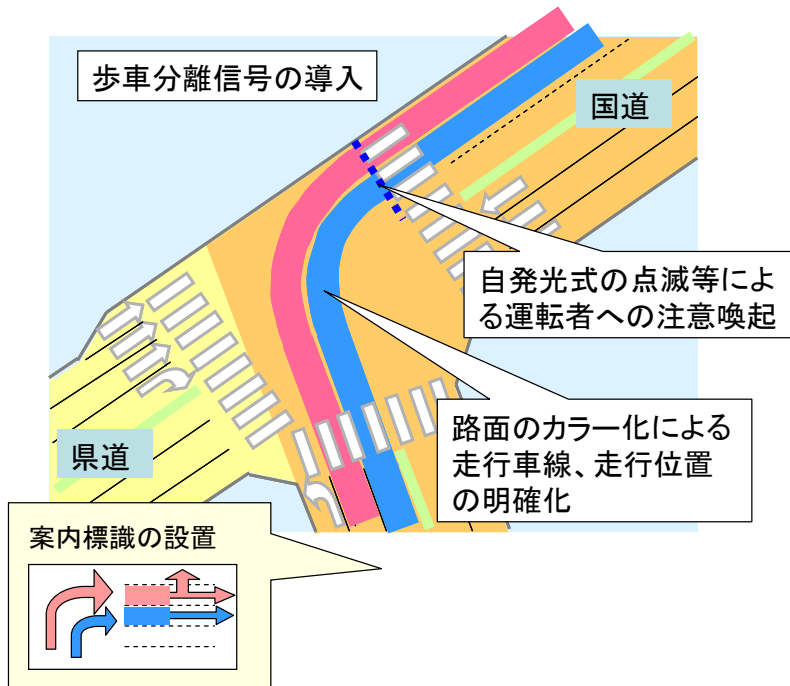 歩車分離信号の導入
国道
自発光式の点滅等によ
る運転者への注意喚起
路面のカラー化による
走行車線、走行位置
の明確化
県道
案内標識の設置